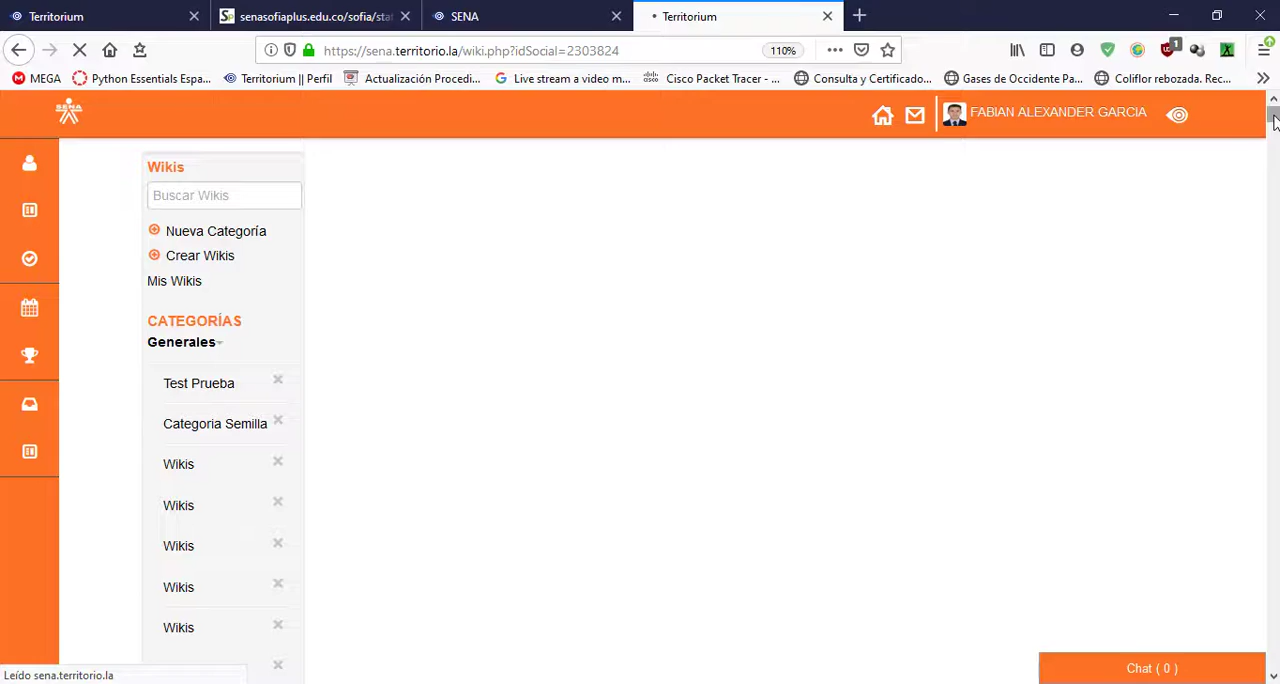 Territorium
senasofiaplus.edu.co/sofia/sta
SENA
Territorium
https://sena.territorio.la/wiki.php?idSocial=2303824
110%
MEGA
Python Essentials Espa...
Territorium || Perfil
Actualización Procedi...
Live stream a video m...
Cisco Packet Tracer - ...
Consulta y Certificado...
Gases de Occidente Pa...
Coliflor rebozada. Rec...
SENA
FABIAN ALEXANDER GARCIA
Wikis
Buscar Wikis
Nueva Categoría
Crear Wikis
Mis Wikis
CATEGORÍAS
Generales
Test Prueba
Categoria Semilla
Wikis
Wikis
Wikis
Wikis
Wikis
Leído sena.territorio.la
Chat ( 0 )